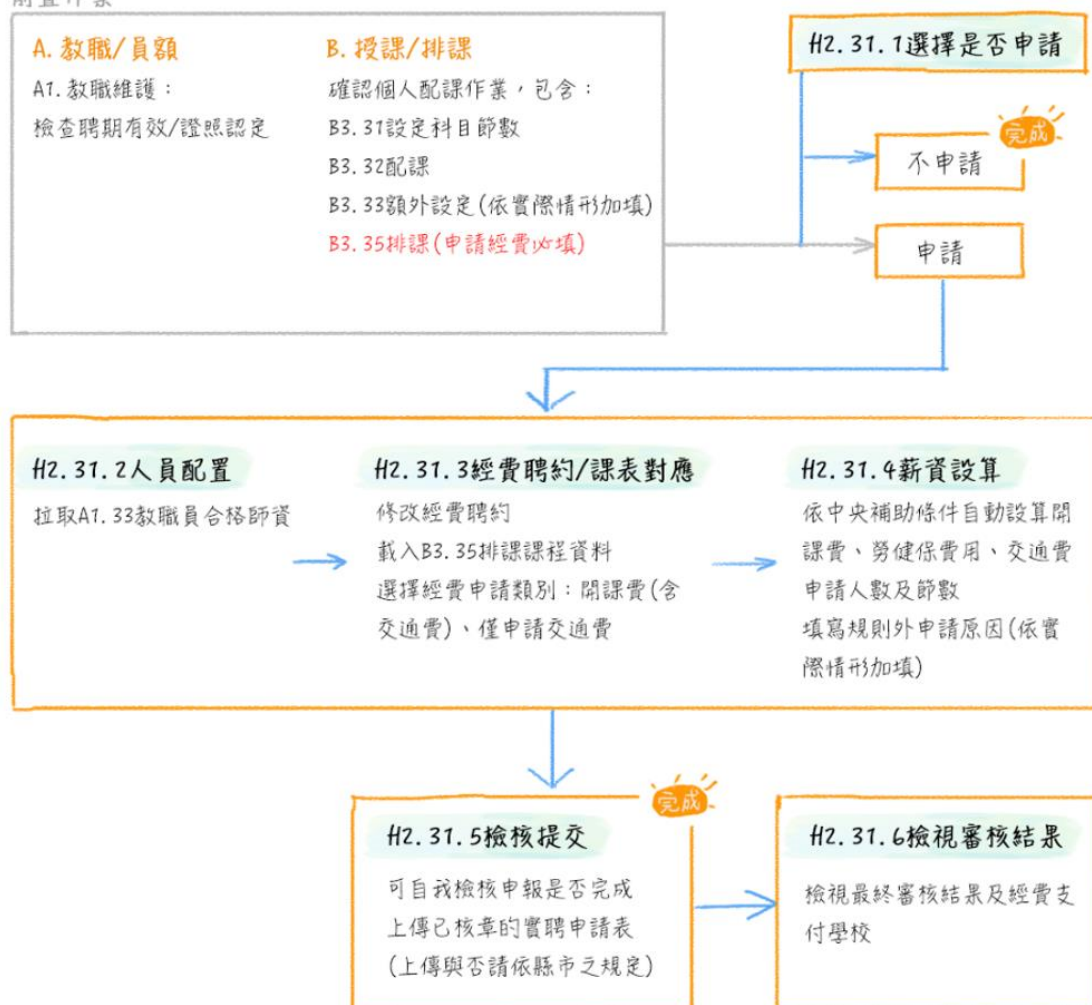 A. 教職/員額
A1. 教職維護：
檢查聘期有效/證照認定
B. 授課/排課
確認個人配課作業，包含：
B3.31設定科目節數
B3.32配課
B3.33額外設定(依實際情形加填)
B3.35排課(申請經費必填)
H2.31.1選擇是否申請
完成
不申請
申請
H2.31.2人員配置
拉取A1.33教職員合格師資
H2.31.3經費聘約/課表對應
修改經費聘約
載入B3.35排課課程資料
選擇經費申請類別：開課費(含
交通費)、僅申請交通費
H2.31.4薪資設算
依中央補助條件自動設算開
課費、勞健保費用、交通費
申請人數及節數
填寫規則外申請原因(依實
際情形加填)
完成
H2.31.5檢核提交
可自我檢核申報是否完成
上傳已核章的實聘申請表
(上傳與否請依縣市之規定)
H2.31.6檢視審核結果
檢視最終審核結果及經費支
付學校